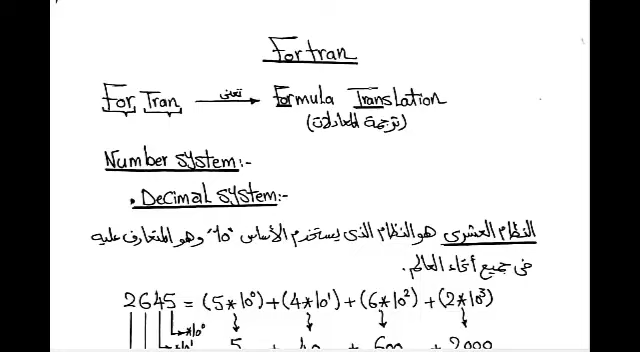 Fortran
For Tran تعنى Formula Translation
(ترجمة المعادلات)
Number system:-
• Decimal system:-
النظام العشرى هو النظام الذى يستخدم الأساس "10" وهو المتعارف عليه
فى جميع أنحاء العالم.
2645 = (5*10⁰)+(4*10¹)+(6*10²)+(2*10³)
*10⁰
*10¹ 5 + 40 + 600 + 2000